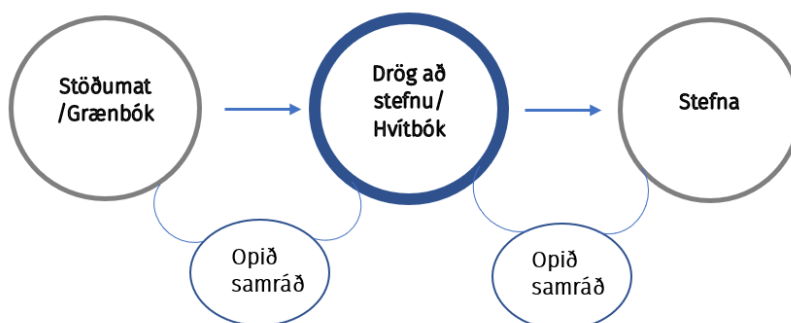 Stöðumat
/Grænbók
Drög að
stefnu/
Hvítbók
Stefna
Opið
samráð
Opið
samráð